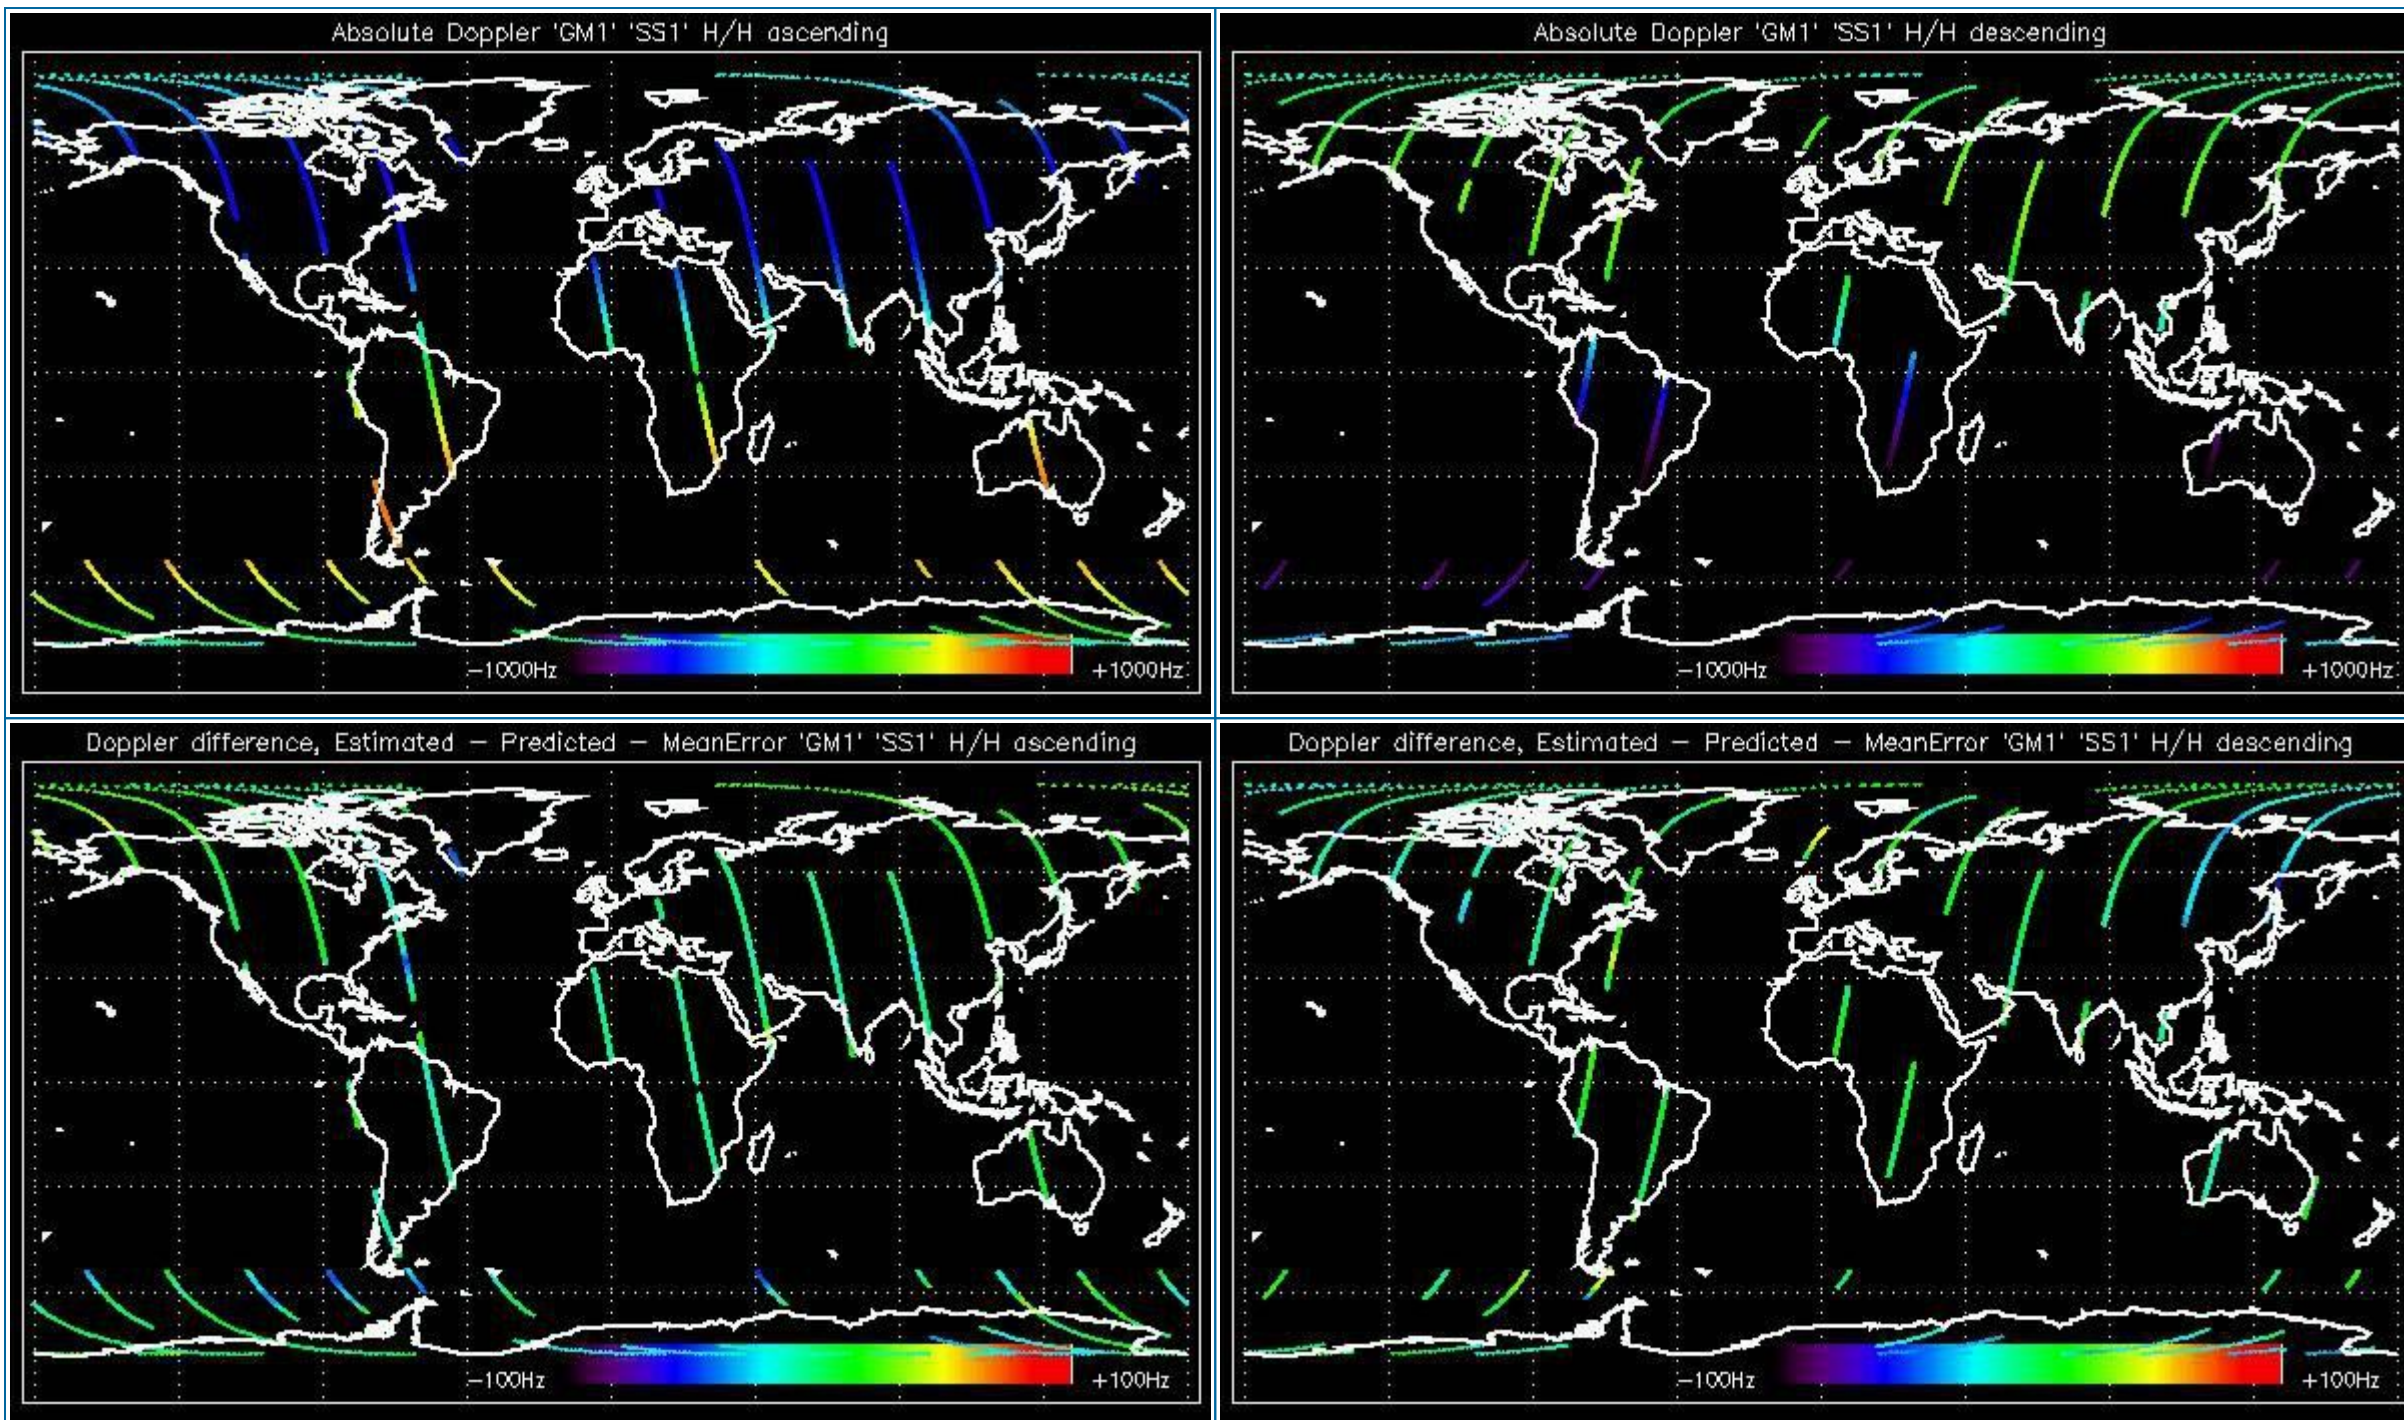 Absolute Doppler 'GM1' 'SS1' H/H ascending
−1000Hz
+1000Hz
Absolute Doppler 'GM1' 'SS1' H/H descending
−1000Hz
+1000Hz
Doppler difference, Estimated − Predicted − MeanError 'GM1' 'SS1' H/H ascending
−100Hz
+100Hz
Doppler difference, Estimated − Predicted − MeanError 'GM1' 'SS1' H/H descending
−100Hz
+100Hz